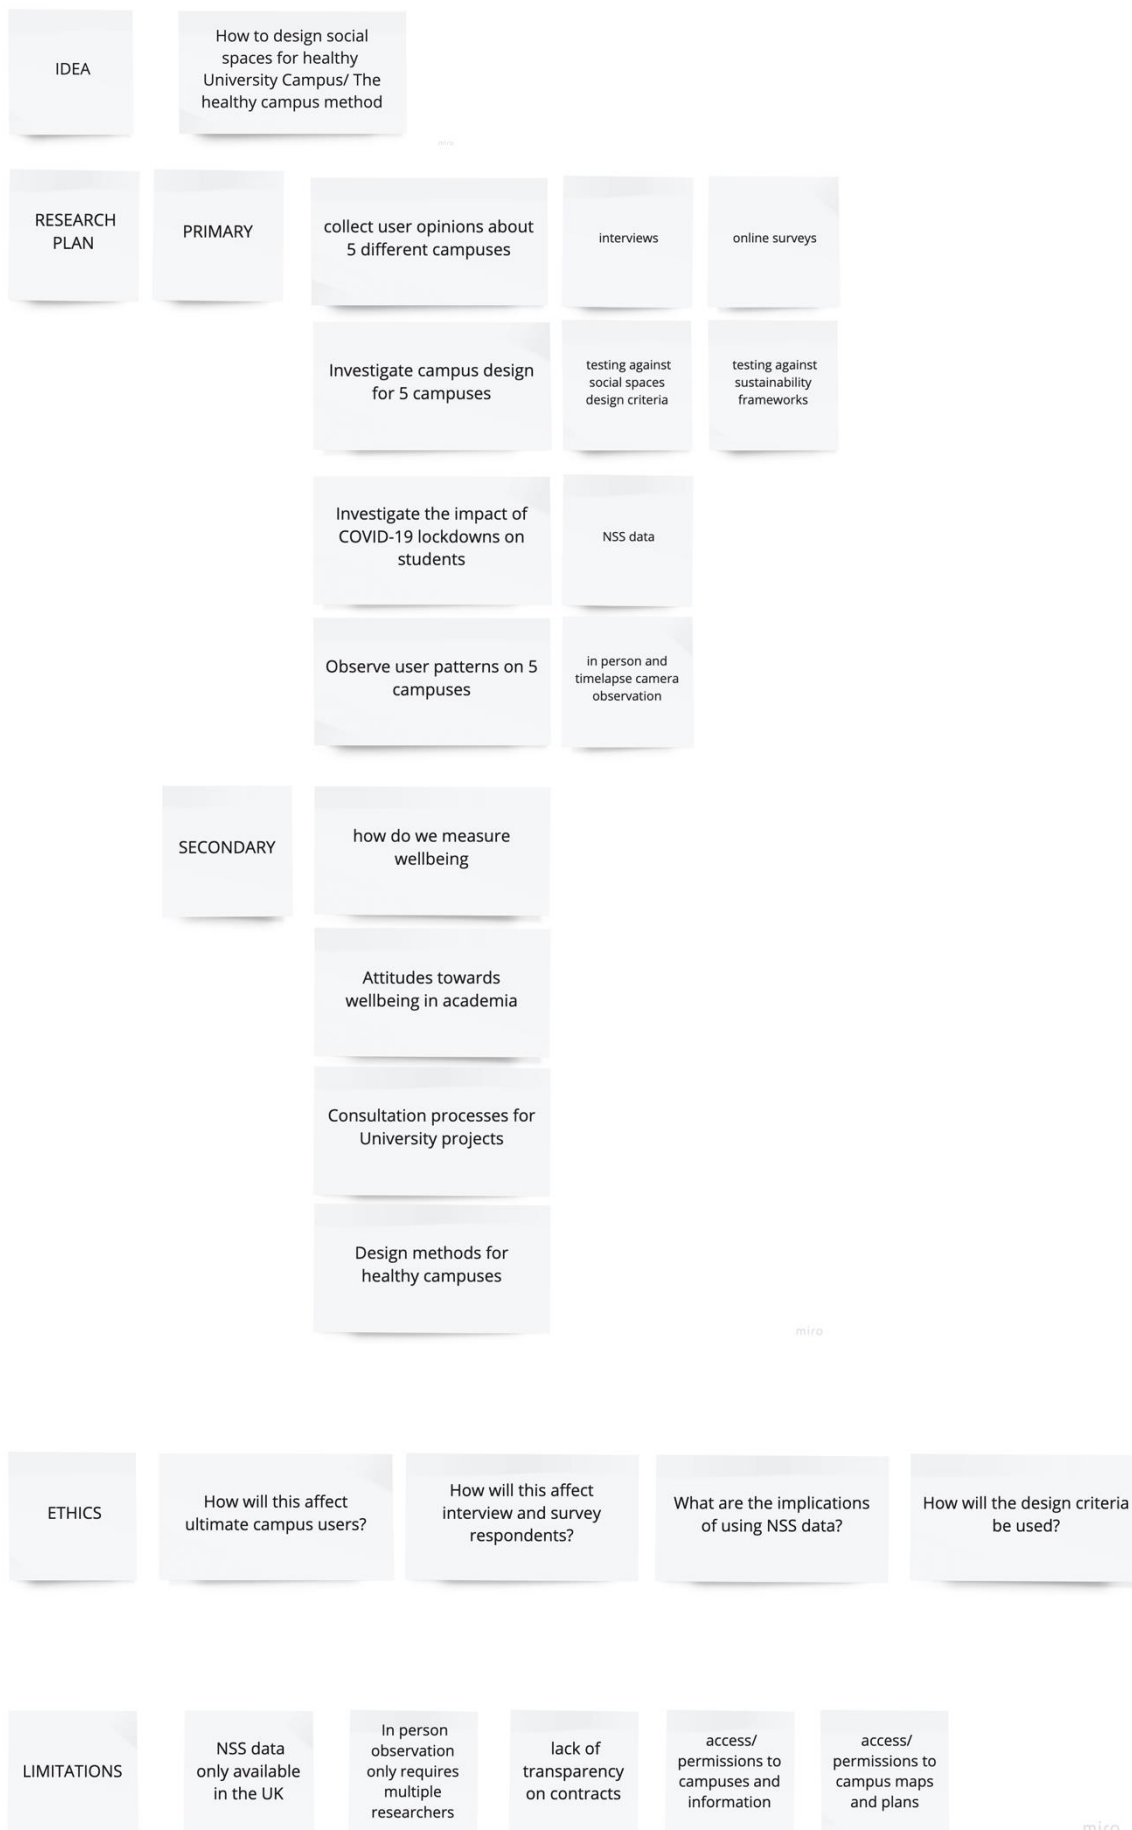 IDEA
How to design social
spaces for healthy
University Campus/ The
healthy campus method
miro
RESEARCH
PLAN
PRIMARY
collect user opinions about
5 different campuses
interviews
online surveys
Investigate campus design
for 5 campuses
testing against
social spaces
design criteria
testing against
sustainability
frameworks
Investigate the impact of
COVID-19 lockdowns on
students
NSS data
Observe user patterns on 5
campuses
in person and
timelapse camera
observation
SECONDARY
how do we measure
wellbeing
Attitudes towards
wellbeing in academia
Consultation processes for
University projects
Design methods for
healthy campuses
miro
ETHICS
How will this affect
ultimate campus users?
How will this affect
interview and survey
respondents?
What are the implications
of using NSS data?
How will the design criteria
be used?
LIMITATIONS
NSS data
only available
in the UK
In person
observation
only requires
multiple
researchers
lack of
transparency
on contracts
access/
permissions to
campuses and
information
access/
permissions to
campus maps
and plans
miro